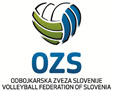 OZS
ODBOJKARSKA ZVEZA SLOVENIJE
VOLLEYBALL FEDERATION OF SLOVENIA